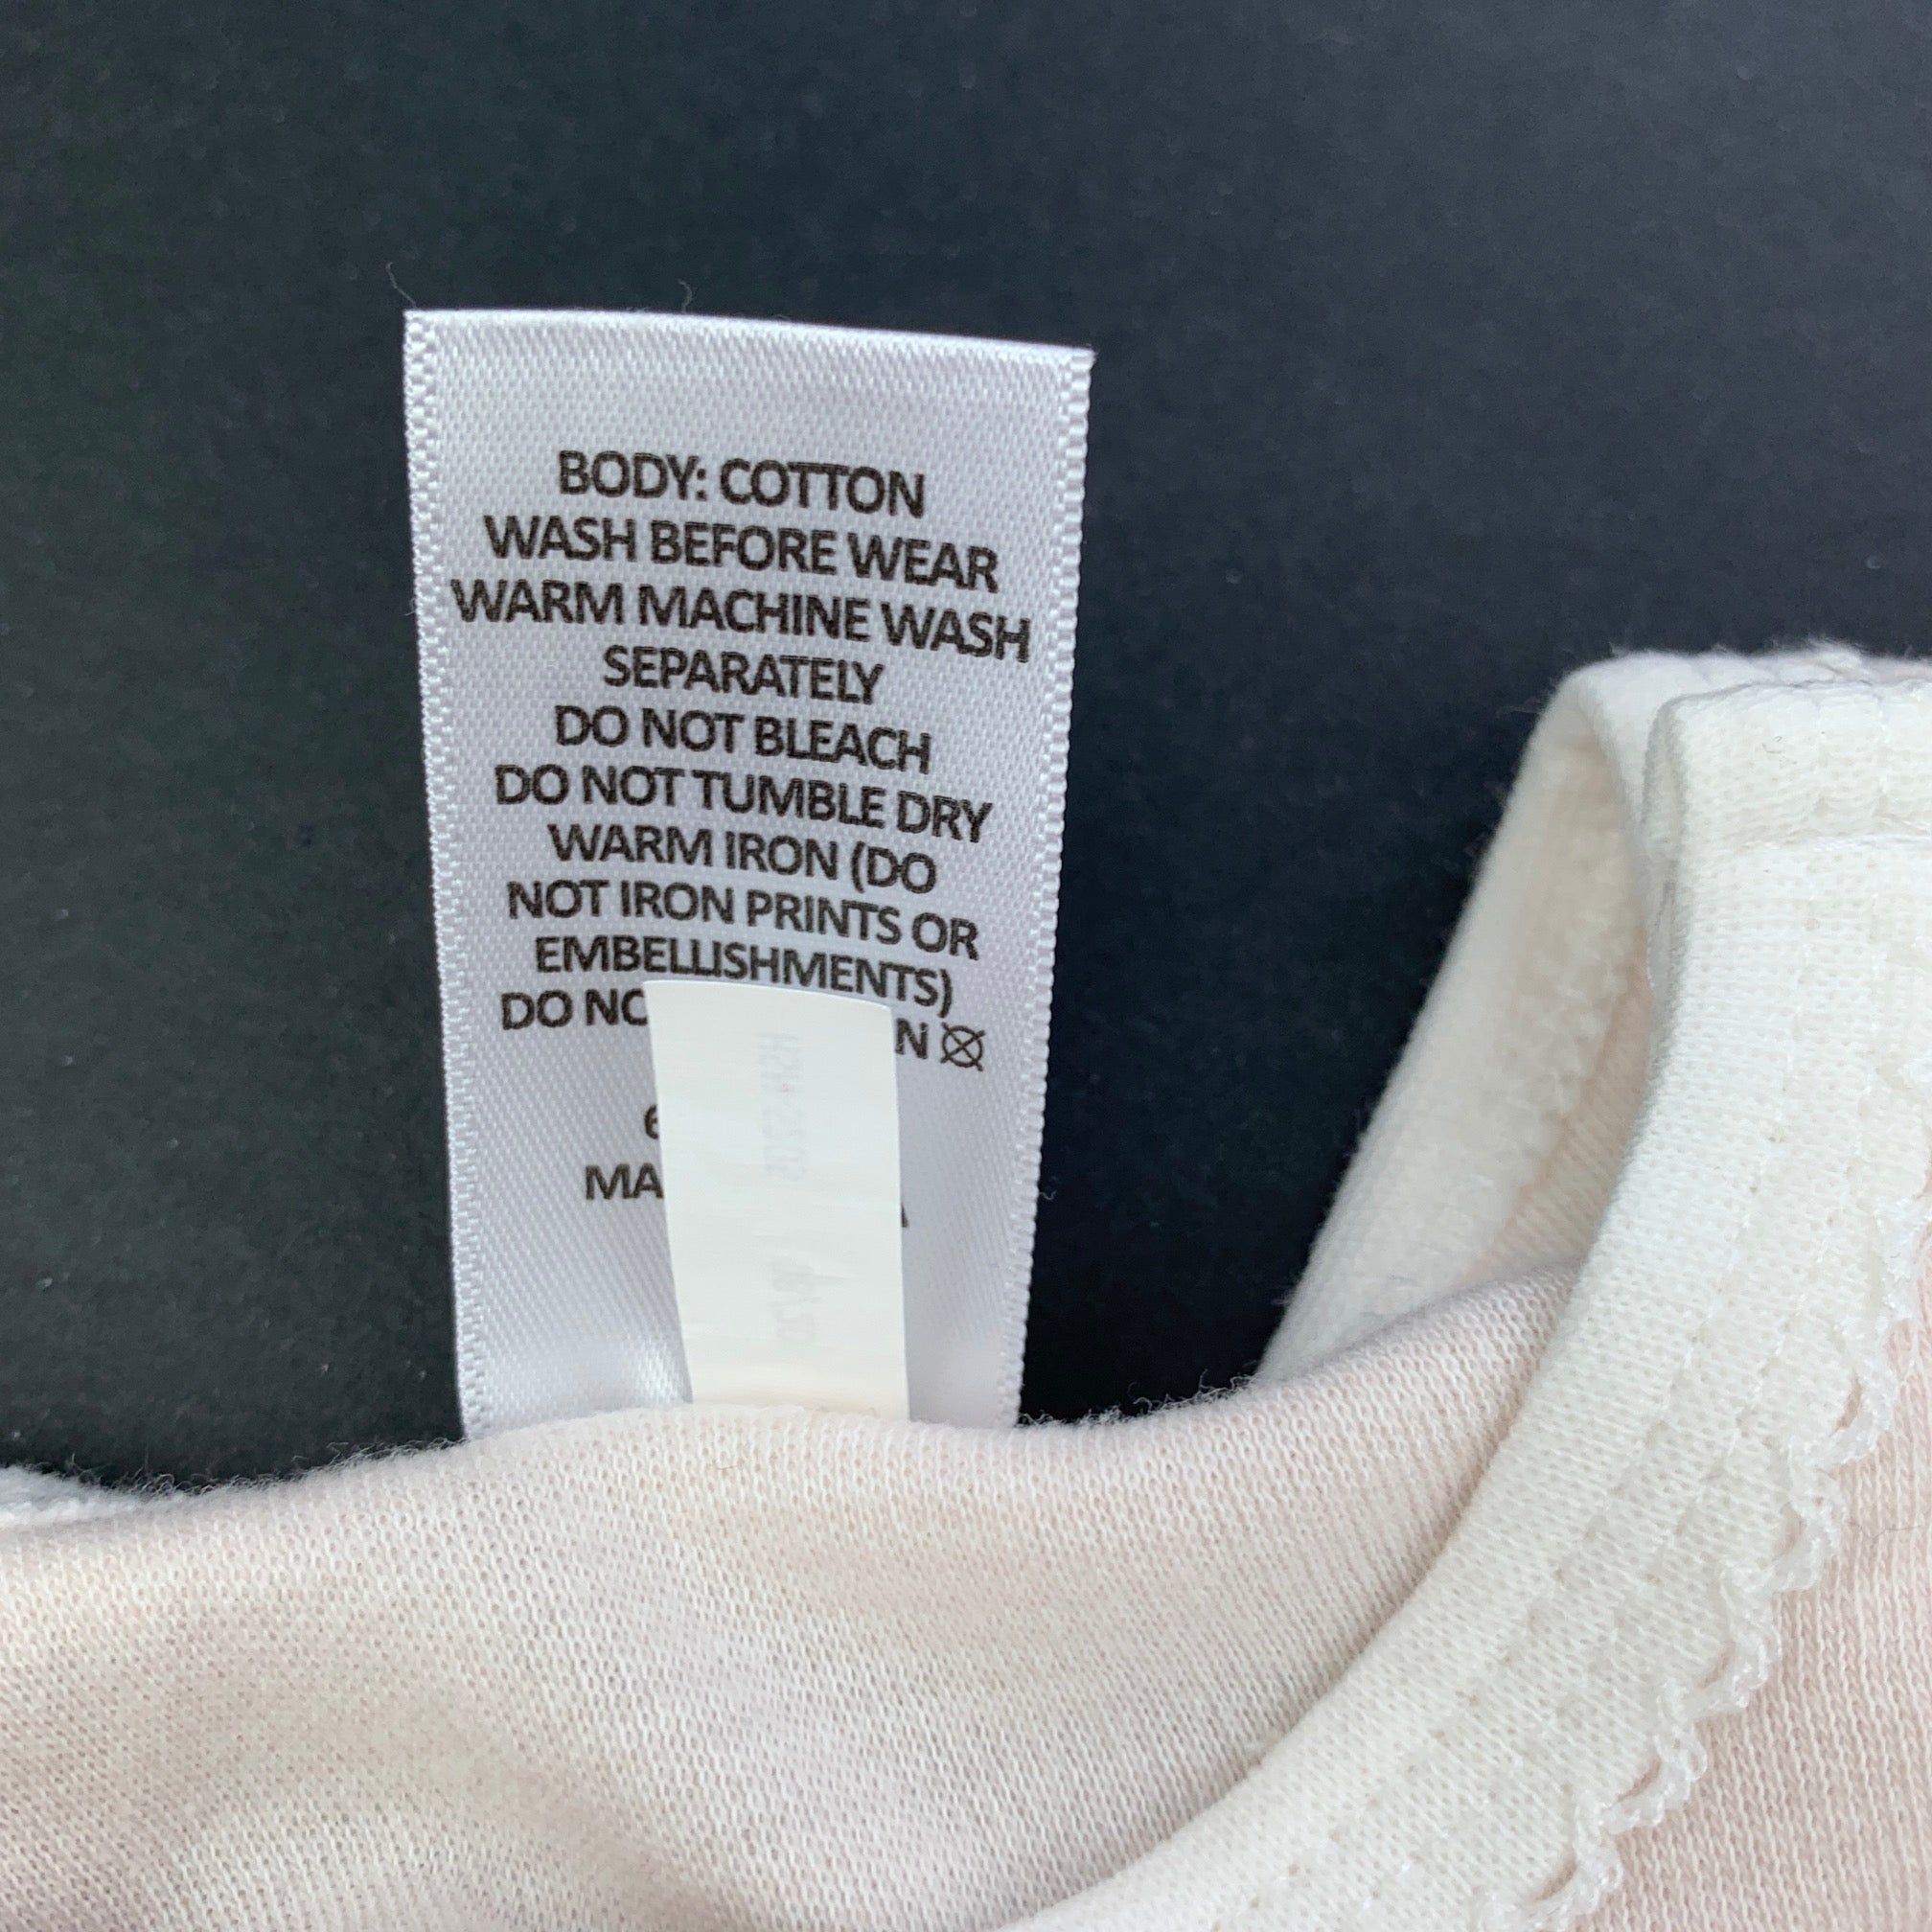 BODY: COTTON
WASH BEFORE WEAR
WARM MACHINE WASH
SEPARATELY
DO NOT BLEACH
DO NOT TUMBLE DRY
WARM IRON (DO
NOT IRON PRINTS OR
EMBELLISHMENTS)
DO